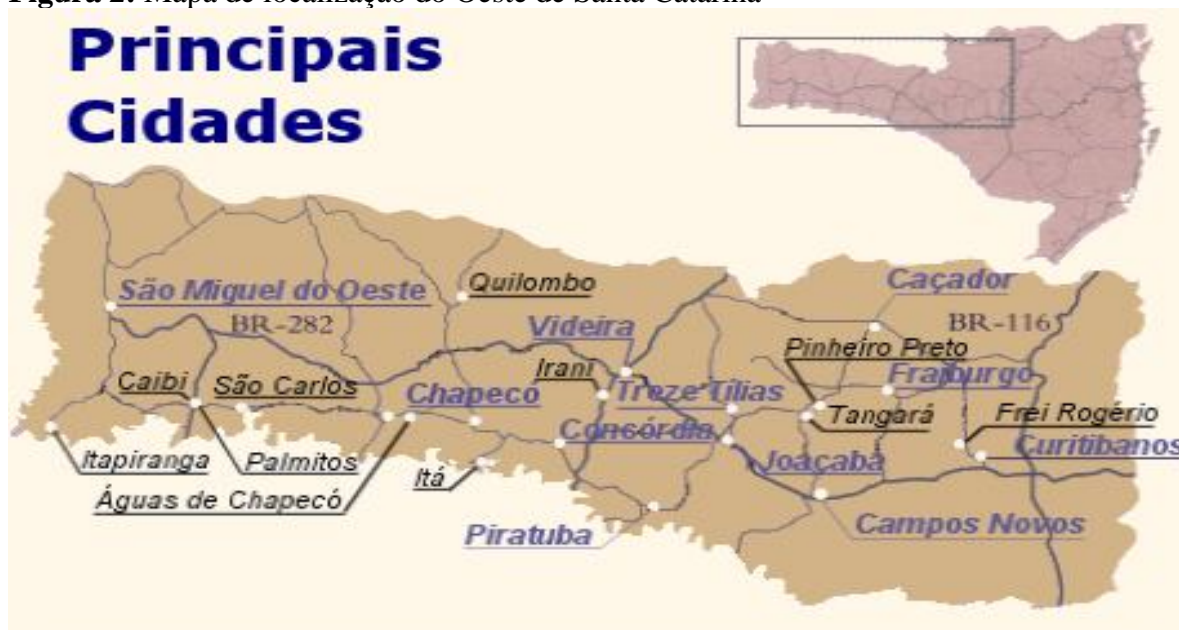 Figura 2: Mapa de localização do Oeste de Santa Catarina
Principais
Cidades
São Miguel do Oeste
Quilombo
Caçador
BR-282
Videira
BR-116
Pinheiro Preto
Caibi
São Carlos
Chapecó
Irani
Treze Tílias
Fraiburgo
Tangará
Frei Rogério
Concórdia
Curitibanos
Itapiranga
Palmitos
Itá
Joaçaba
Águas de Chapecó
Piratuba
Campos Novos